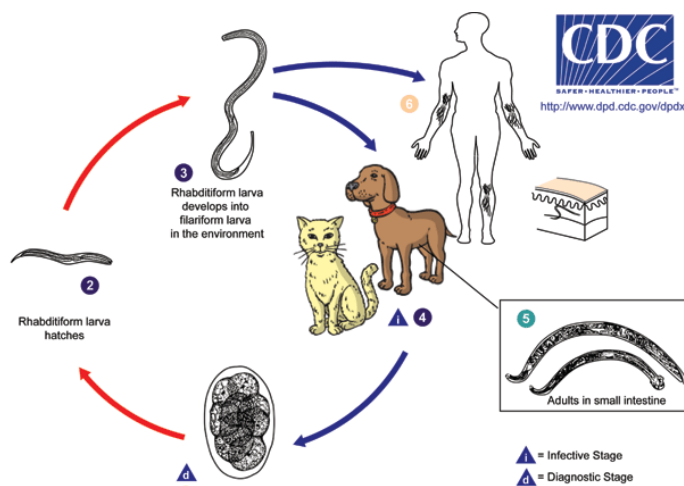 CDC
SAFER • HEALTHIER • PEOPLE™
http://www.dpd.cdc.gov/dpdx
6
3
Rhabditiform larva
develops into
filariform larva
in the environment
2
Rhabditiform larva
hatches
i
4
5
Adults in small intestine
d
i = Infective Stage
d = Diagnostic Stage